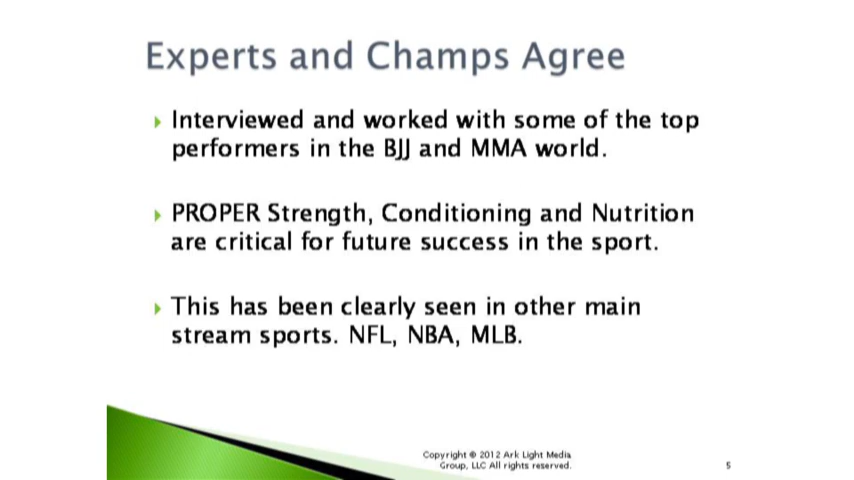 Experts and Champs Agree
Interviewed and worked with some of the top
performers in the BJJ and MMA world.
PROPER Strength, Conditioning and Nutrition
are critical for future success in the sport.
This has been clearly seen in other main
stream sports. NFL, NBA, MLB.
Copyright © 2012 Ark Light Media
Group, LLC All rights reserved.
5